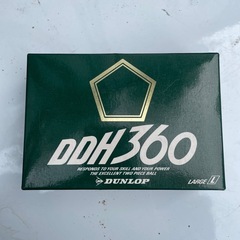 DDH360
RESPONDS TO YOUR SKILL AND YOUR POWER
THE EXCELLENT TWO PIECE BALL
DUNLOP
LARGE L